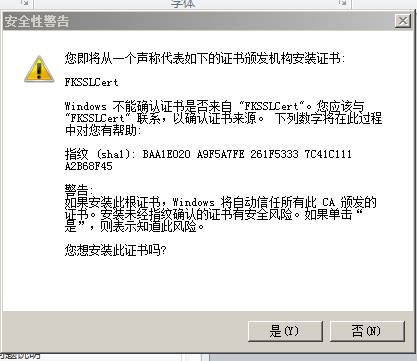 字体
安全性警告
您即将从一个声称代表如下的证书颁发机构安装证书:
FKSSLCert
Windows 不能确认证书是否来自 "FKSSLCert"。您应该与
"FKSSLCert" 联系，以确认证书来源。 下列数字将在此过程
中对您有帮助:
指纹 (sha1): BAA1E020 A9F5A7FE 261F5333 7C41C111
A2B68F45
警告:
如果安装此根证书，Windows 将自动信任所有此 CA 颁发的
证书。安装未经指纹确认的证书有安全风险。如果单击“
是”，则表示知道此风险。
您想安装此证书吗?
是(Y) 否(N)